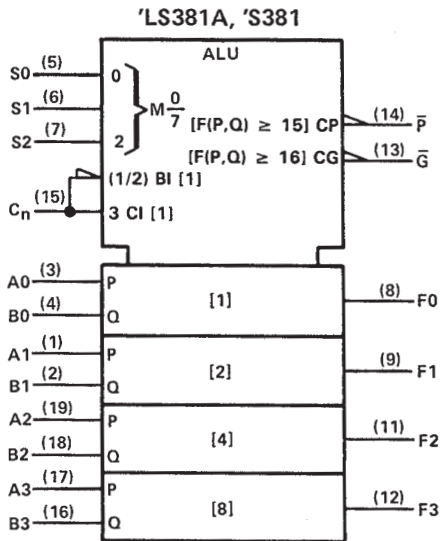 'LS381A, 'S381
ALU
S0 (5) 0
S1 (6) M 0/7
S2 (7) 2
[F(P,Q) ≥ 15] CP (14) P̅
[F(P,Q) ≥ 16] CG (13) G̅
(1/2) BI [1]
Cn (15) 3 CI [1]
A0 (3) P
[1] (8) F0
B0 (4) Q
A1 (1) P
[2] (9) F1
B1 (2) Q
A2 (19) P
[4] (11) F2
B2 (18) Q
A3 (17) P
[8] (12) F3
B3 (16) Q